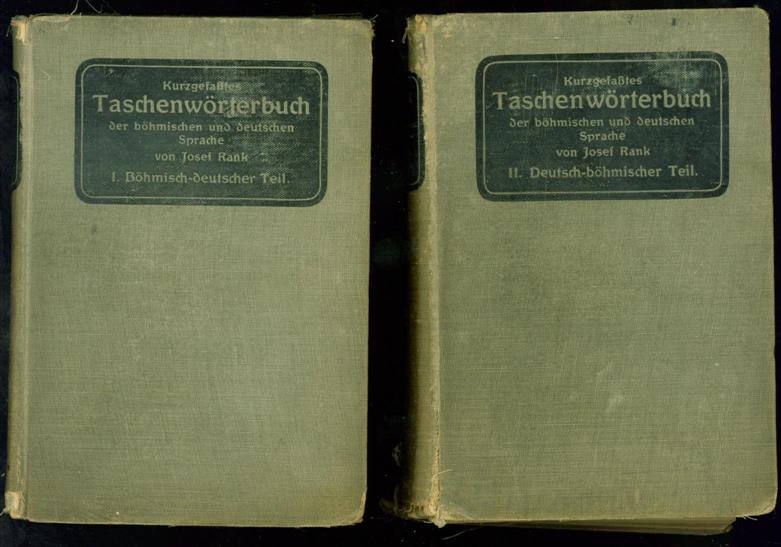 Kurzgefaßtes
Taschenwörterbuch
der böhmischen und deutschen
Sprache
von Josef Rank
I. Böhmisch-deutscher Teil.
Kurzgefaßtes
Taschenwörterbuch
der böhmischen und deutschen
Sprache
von Josef Rank
II. Deutsch-böhmischer Teil.